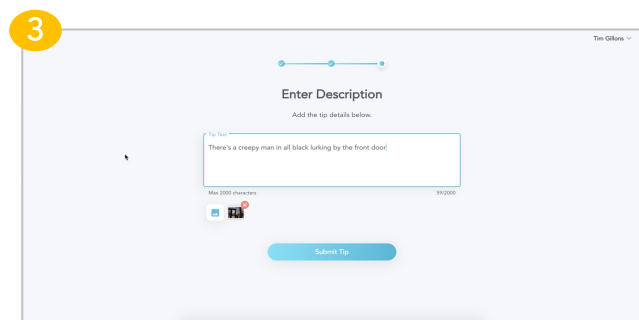 3
Tim Gillons
Enter Description
Add the tip details below.
Tip Text
There's a creepy man in all black lurking by the front door
Max 2000 characters
59/2000
Submit Tip